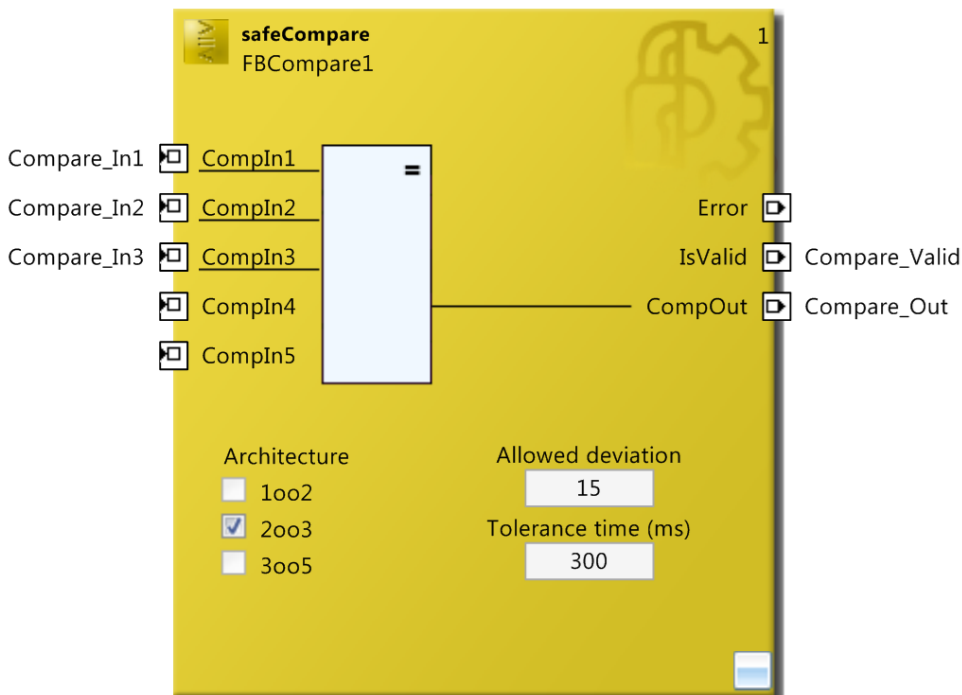 safeCompare
FBCompare1
1
Compare_In1 CompIn1 =
Compare_In2 CompIn2 Error
Compare_In3 CompIn3 IsValid Compare_Valid
CompIn4 CompOut Compare_Out
CompIn5
Architecture Allowed deviation
1oo2 15
2oo3 Tolerance time (ms)
3oo5 300